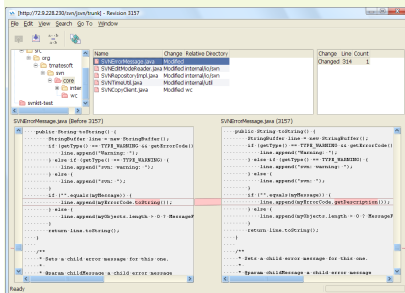 [http://72.9.228.230/svn/jsvn/trunk] - Revision 3157
File Edit View Search Go To Window
src
org
tmatesoft
svn
core
wc
svnkit-test
Name Change Relative Directory
SVNErrorMessage.java Modified
SVNEditModeReader.java Modified internal/io/svn
SVNRepositoryImpl.java Modified internal/io/svn
SVNTimeUtil.java Modified internal/util
SVNCopyClient.java Modified wc
Change Line Count
Changed 314 1
SVNErrorMessage.java (Before 3157)
public String toString() {
StringBuffer line = new StringBuffer();
if (getType() == TYPE_WARNING && getErrorCode()
line.append("Warning: ");
} else if (getType() == TYPE_WARNING) {
line.append("svn: warning: ");
} else {
line.append("svn: ");
}
if ("".equals(myMessage)) {
line.append(myErrorCode.toString());
} else {
line.append(myObjects.length > 0 ? MessageF
}
return line.toString();
}
/**
* Sets a child error message for this one.
*
* @param childMessage a child error message
SVNErrorMessage.java (3157)
public String toString() {
StringBuffer line = new StringBuffer();
if (getType() == TYPE_WARNING && getErrorCode(
line.append("Warning: ");
} else if (getType() == TYPE_WARNING) {
line.append("svn: warning: ");
} else {
line.append("svn: ");
}
if ("".equals(myMessage)) {
line.append(myErrorCode.getDescription());
} else {
line.append(myObjects.length > 0 ? Message
}
return line.toString();
}
/**
* Sets a child error message for this one.
*
* @param childMessage a child error message
Ready